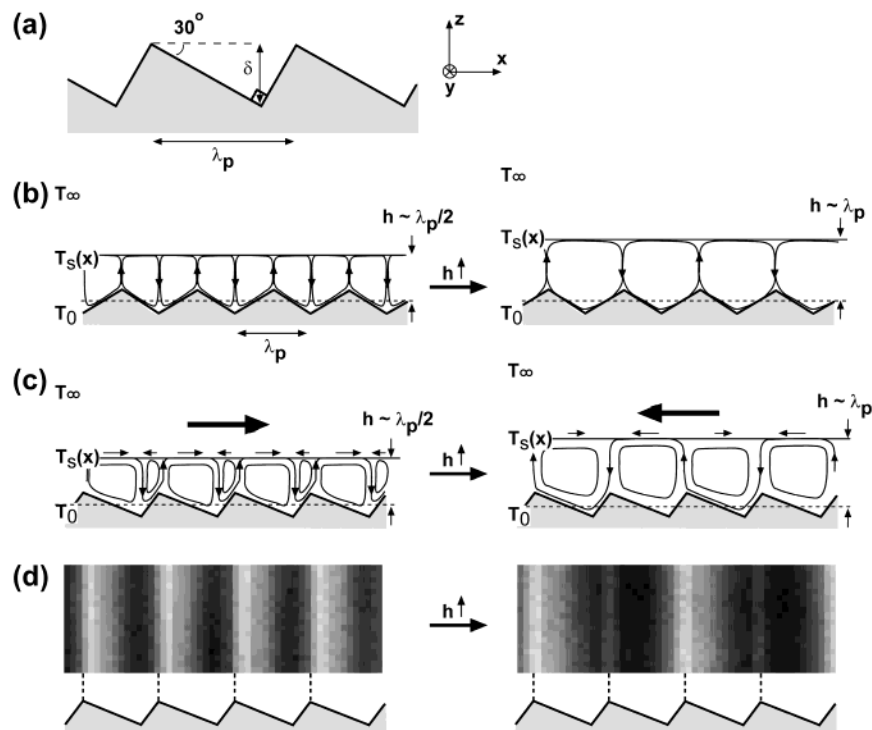 (a)
30°
δ
λp
z
x
y
(b)
T∞
Ts(x)
T0
h ~ λp/2
λp
h↑
T∞
Ts(x)
T0
h ~ λp
(c)
T∞
Ts(x)
T0
h ~ λp/2
h↑
T∞
Ts(x)
T0
h ~ λp
(d)
h↑